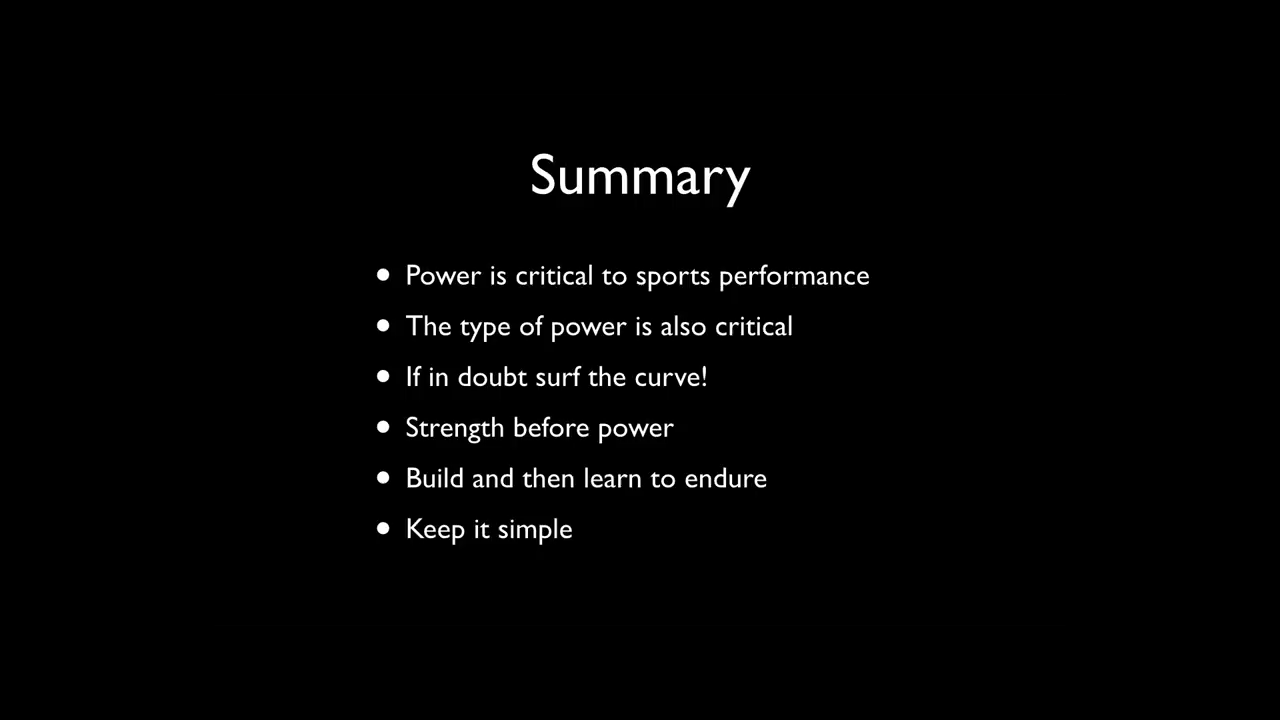 Summary
• Power is critical to sports performance
• The type of power is also critical
• If in doubt surf the curve!
• Strength before power
• Build and then learn to endure
• Keep it simple